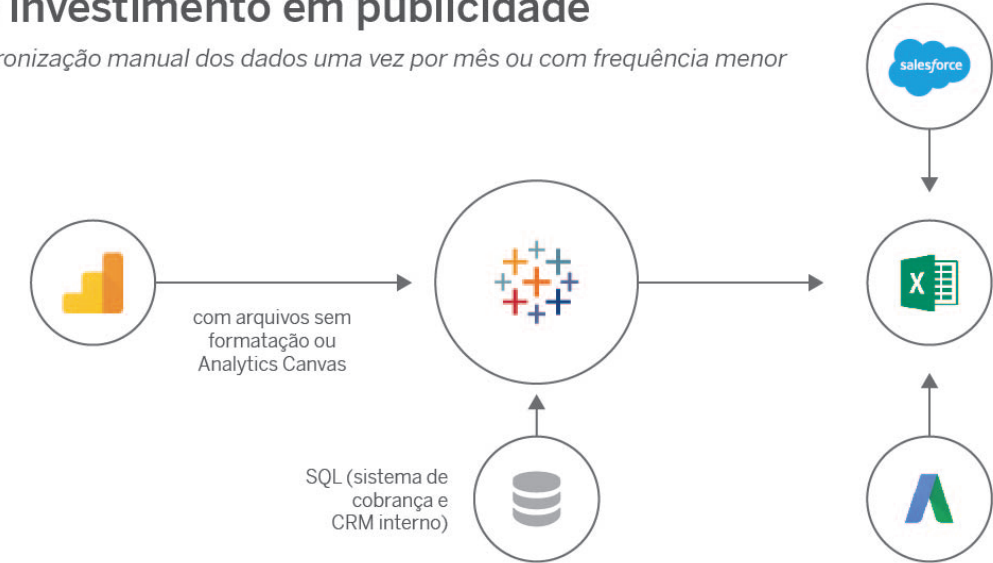 investimento em publicidade
ronização manual dos dados uma vez por mês ou com frequência menor
salesforce
com arquivos sem
formatação ou
Analytics Canvas
X
SQL (sistema de
cobrança e
CRM interno)